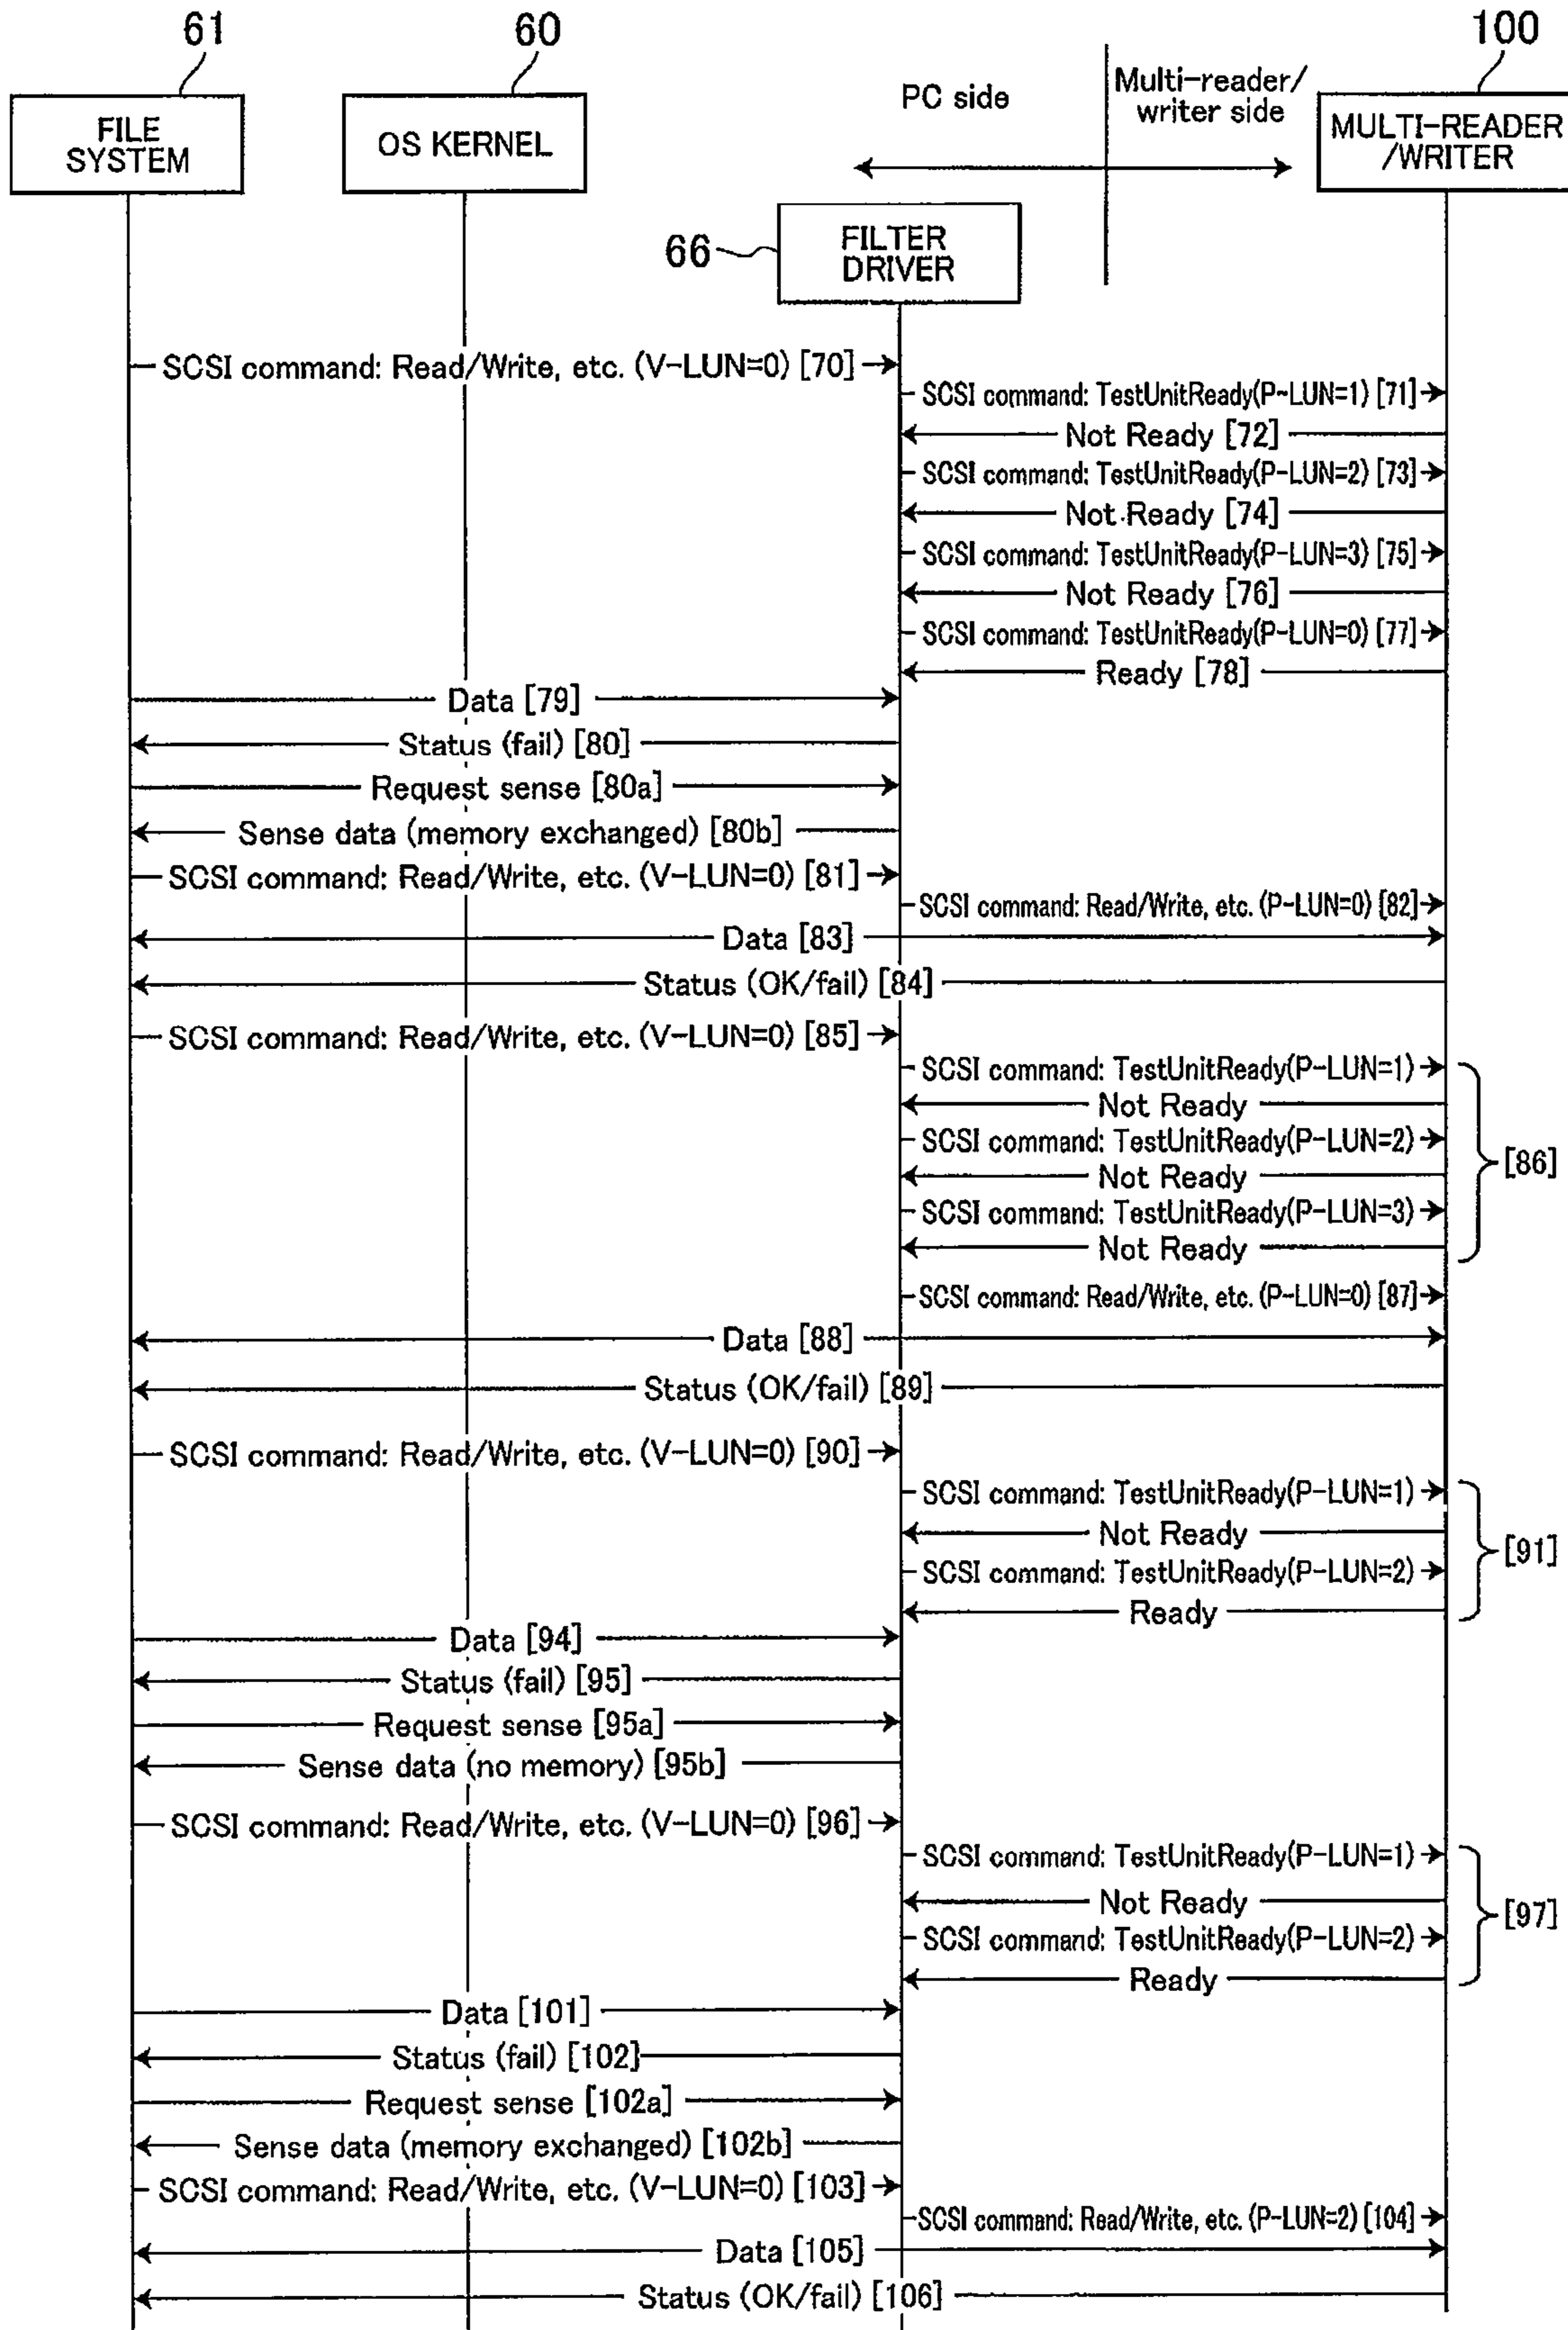 61
60
100
FILE
SYSTEM
OS KERNEL
PC side
Multi-reader/
writer side
MULTI-READER
/WRITER
66
FILTER
DRIVER
SCSI command: Read/Write, etc. (V-LUN=0) [70]
SCSI command: TestUnitReady(P-LUN=1) [71]
Not Ready [72]
SCSI command: TestUnitReady(P-LUN=2) [73]
Not Ready [74]
SCSI command: TestUnitReady(P-LUN=3) [75]
Not Ready [76]
SCSI command: TestUnitReady(P-LUN=0) [77]
Ready [78]
Data [79]
Status (fail) [80]
Request sense [80a]
Sense data (memory exchanged) [80b]
SCSI command: Read/Write, etc. (V-LUN=0) [81]
SCSI command: Read/Write, etc. (P-LUN=0) [82]
Data [83]
Status (OK/fail) [84]
SCSI command: Read/Write, etc. (V-LUN=0) [85]
SCSI command: TestUnitReady(P-LUN=1)
Not Ready
SCSI command: TestUnitReady(P-LUN=2)
[86]
Not Ready
SCSI command: TestUnitReady(P-LUN=3)
Not Ready
SCSI command: Read/Write, etc. (P-LUN=0) [87]
Data [88]
Status (OK/fail) [89]
SCSI command: Read/Write, etc. (V-LUN=0) [90]
SCSI command: TestUnitReady(P-LUN=1)
Not Ready
[91]
SCSI command: TestUnitReady(P-LUN=2)
Ready
Data [94]
Status (fail) [95]
Request sense [95a]
Sense data (no memory) [95b]
SCSI command: Read/Write, etc. (V-LUN=0) [96]
SCSI command: TestUnitReady(P-LUN=1)
Not Ready
[97]
SCSI command: TestUnitReady(P-LUN=2)
Ready
Data [101]
Status (fail) [102]
Request sense [102a]
Sense data (memory exchanged) [102b]
SCSI command: Read/Write, etc. (V-LUN=0) [103]
SCSI command: Read/Write, etc. (P-LUN=2) [104]
Data [105]
Status (OK/fail) [106]